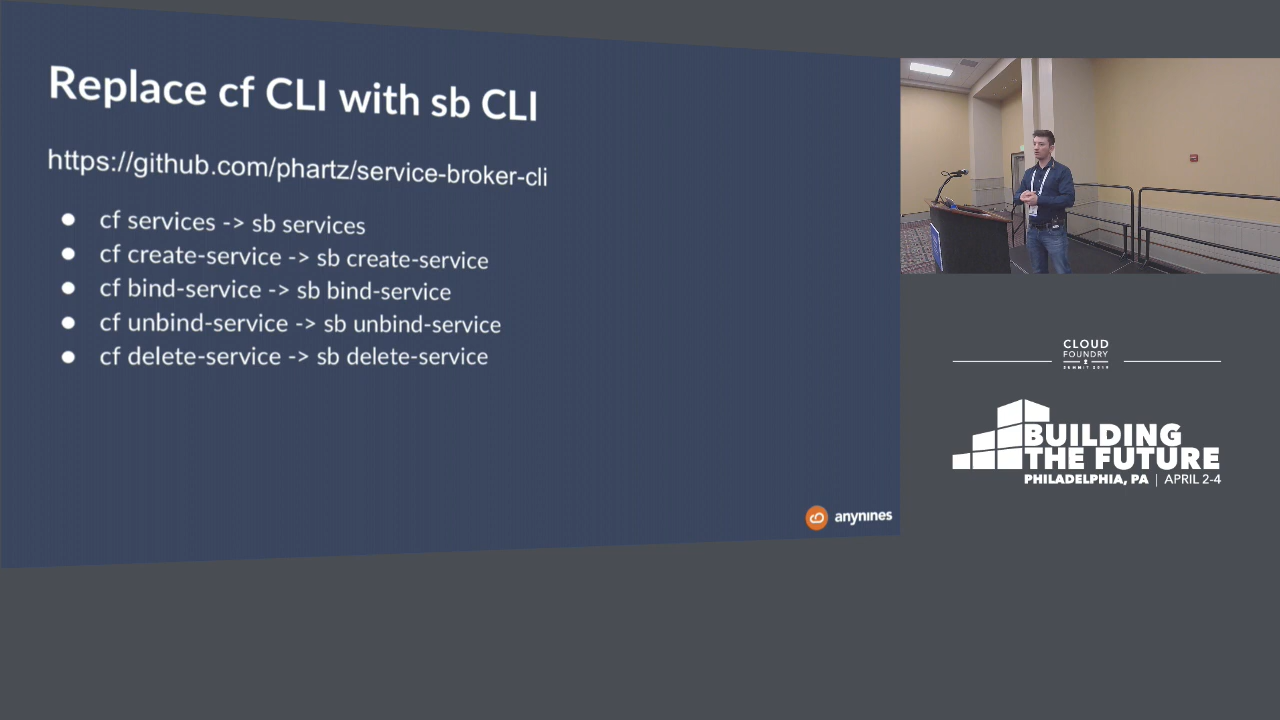 Replace cf CLI with sb CLI
https://github.com/phartz/service-broker-cli
cf services -> sb services
cf create-service -> sb create-service
cf bind-service -> sb bind-service
cf unbind-service -> sb unbind-service
cf delete-service -> sb delete-service
anynines
CLOUD
FOUNDRY
SUMMIT 2019
BUILDING
THE FUTURE
PHILADELPHIA, PA | APRIL 2-4